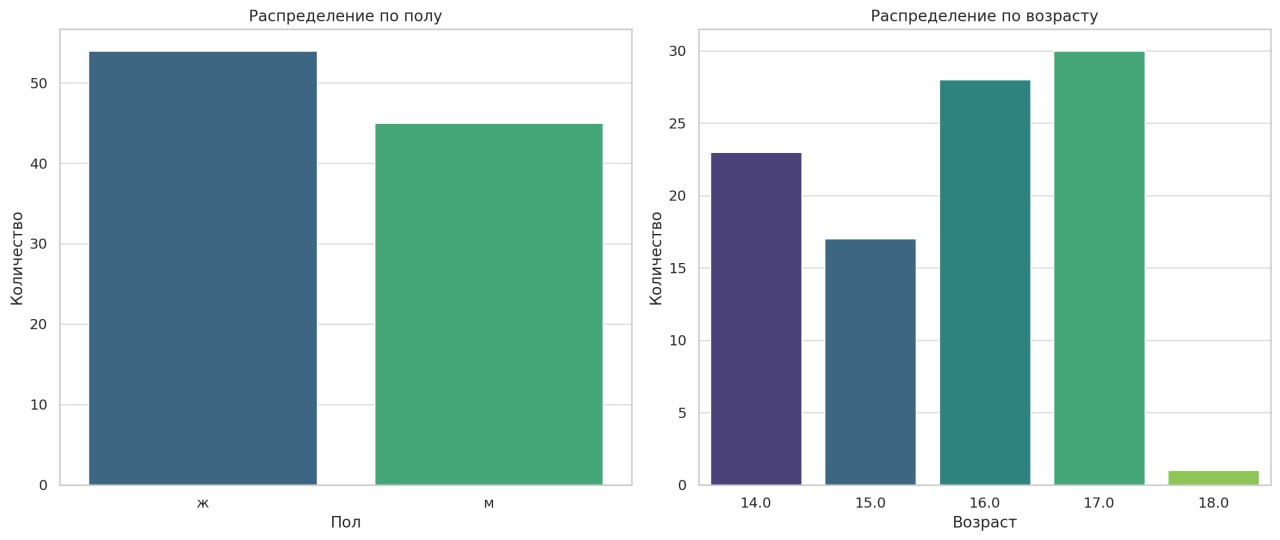 Распределение по полу
Количество
50
40
30
20
10
0
ж м
Пол
Распределение по возрасту
Количество
30
25
20
15
10
5
0
14.0 15.0 16.0 17.0 18.0
Возраст